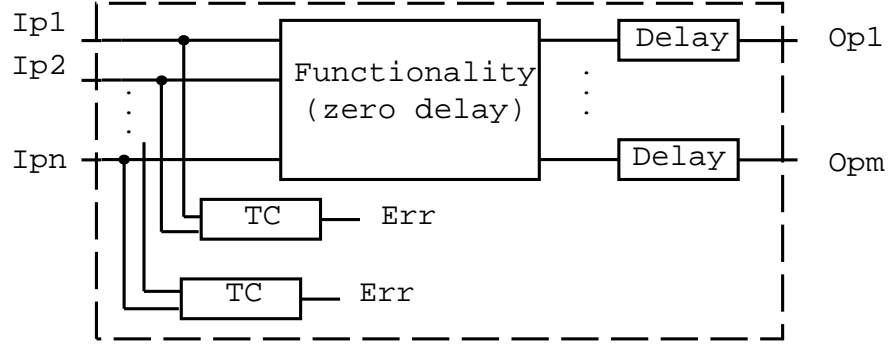 Ip1
Delay
Op1
Ip2
Functionality
(zero delay)
Ipn
Delay
Opm
TC
Err
TC
Err